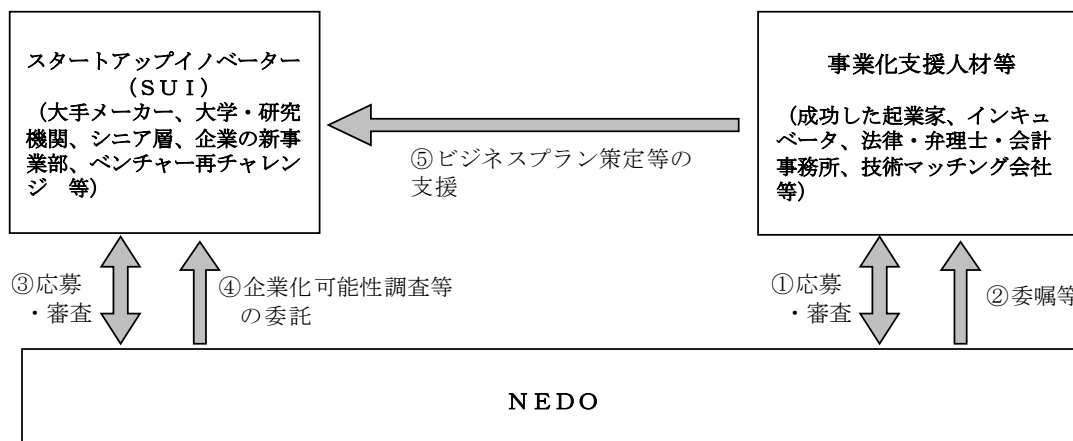 スタートアップイノベーター
（ＳＵＩ）
（大手メーカー、大学・研究
機関、シニア層、企業の新事
業部、ベンチャー再チャレン
ジ　等）
事業化支援人材等
（成功した起業家、インキュ
ベータ、法律・弁理士・会計
事務所、技術マッチング会社
等）
⑤ビジネスプラン策定等の
支援
③応募
・審査
④企業化可能性調査等
の委託
①応募
・審査
②委嘱等
ＮＥＤＯ